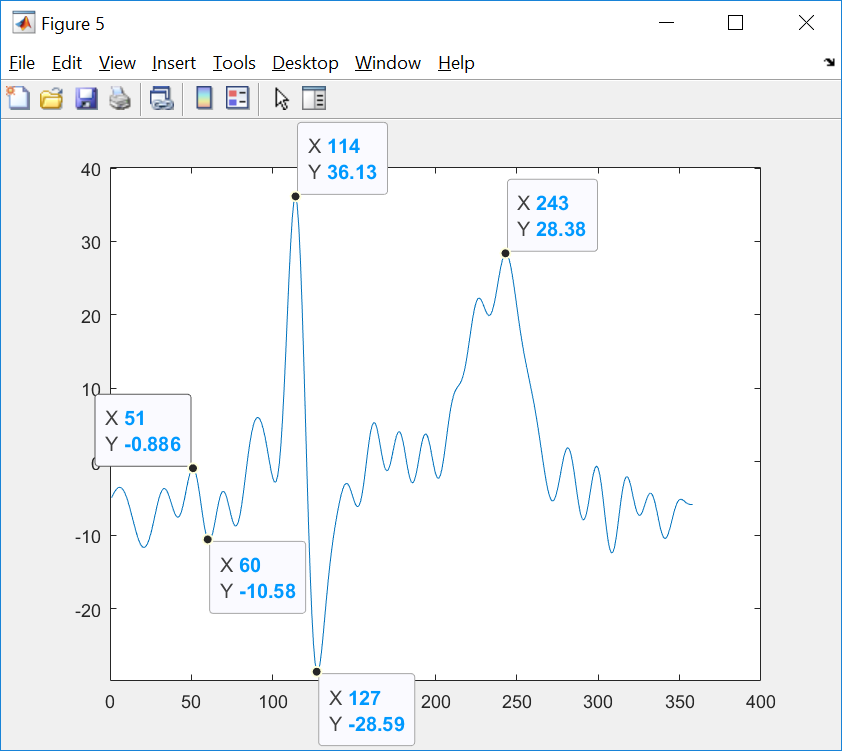 Figure 5
File Edit View Insert Tools Desktop Window Help
X 114
Y 36.13
X 243
Y 28.38
X 51
Y -0.886
X 60
Y -10.58
X 127
Y -28.59
40
30
20
10
0
-10
-20
0 50 100 200 250 300 350 400